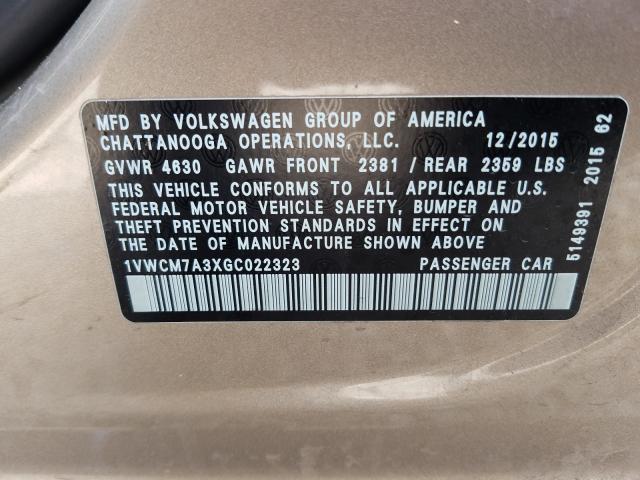 MFD BY VOLKSWAGEN GROUP OF AMERICA
CHATTANOOGA OPERATIONS, LLC. 12/2015
GVWR 4630 GAWR FRONT 2381 / REAR 2359 LBS
THIS VEHICLE CONFORMS TO ALL APPLICABLE U.S.
FEDERAL MOTOR VEHICLE SAFETY, BUMPER AND
THEFT PREVENTION STANDARDS IN EFFECT ON
THE DATE OF MANUFACTURE SHOWN ABOVE
1VWCM7A3XGC022323 PASSENGER CAR
5149391 2015 62